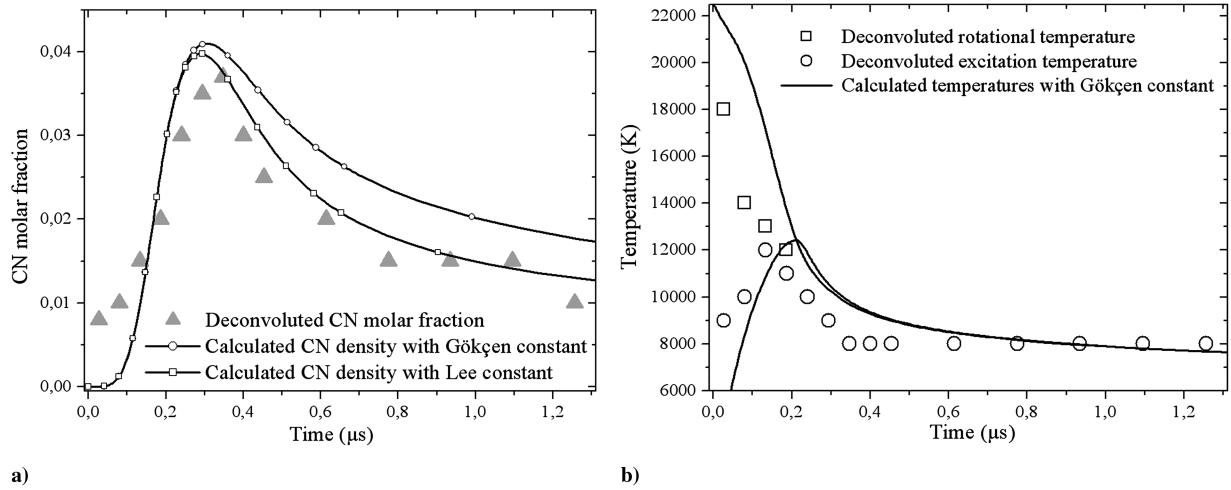 0,04
0,03
0,02
0,01
0,00
CN molar fraction
Deconvoluted CN molar fraction
Calculated CN density with Gökçen constant
Calculated CN density with Lee constant
0,0 0,2 0,4 0,6 0,8 1,0 1,2
Time (µs)
a)
22000
20000
18000
16000
14000
12000
10000
8000
6000
Temperature (K)
Deconvoluted rotational temperature
Deconvoluted excitation temperature
Calculated temperatures with Gökçen constant
0,0 0,2 0,4 0,6 0,8 1,0 1,2
Time (µs)
b)